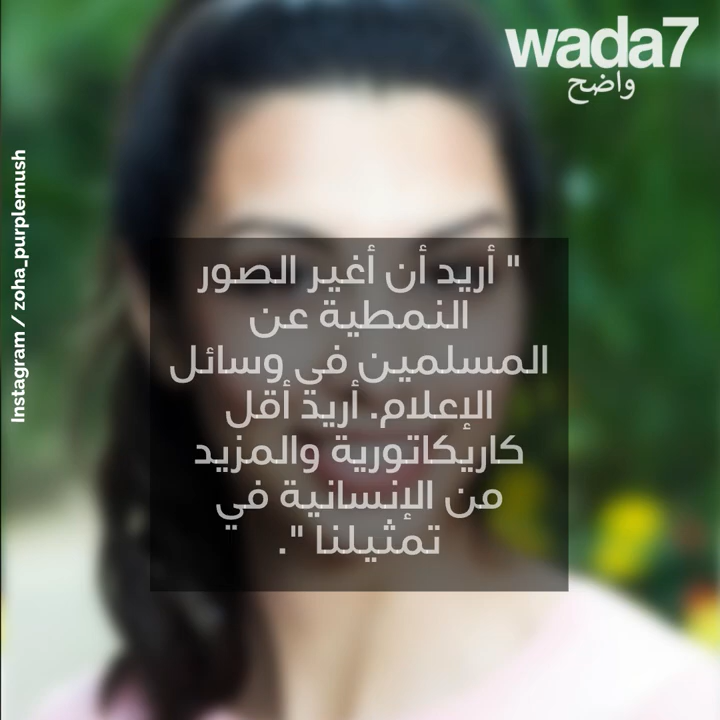 wada7
واضح
Instagram / zoha_purplemush
" أريد أن أغير الصور
النمطية عن
المسلمين في وسائل
الإعلام. أريد أقل
كاريكاتورية والمزيد
من الإنسانية في
تمثيلنا ".